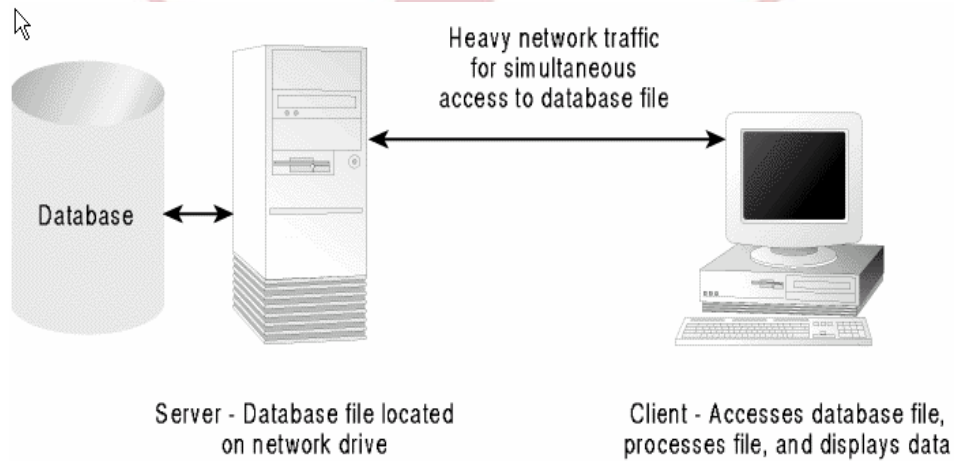 Heavy network traffic
for simultaneous
access to database file
Database
Server - Database file located
on network drive
Client - Accesses database file,
processes file, and displays data